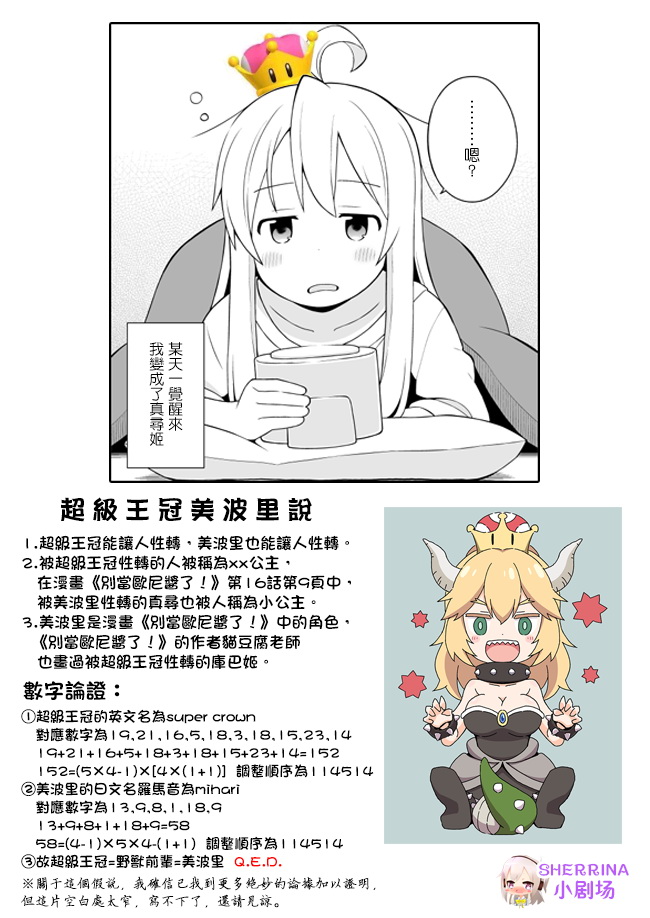 ………
嗯？
某天一覺醒來
我變成了真尋姬
超級王冠美波里說
1.超級王冠能讓人性轉，美波里也能讓人性轉。
2.被超級王冠性轉的人被稱為xx公主，
在漫畫《別當歐尼醬了！》第16話第9頁中，
被美波里性轉的真尋也被人稱為小公主。
3.美波里是漫畫《別當歐尼醬了！》中的角色，
《別當歐尼醬了！》的作者貓豆腐老師
也畫過被超級王冠性轉的庫巴姬。
數字論證：
①超級王冠的英文名為super crown
對應數字為19,21,16,5,18,3,18,15,23,14
19+21+16+5+18+3+18+15+23+14=152
152=(5×4-1)×[4×(1+1)] 調整順序為114514
②美波里的日文名羅馬音為mihari
對應數字為13,9,8,1,18,9
13+9+8+1+18+9=58
58=(4-1)×5×4-(1+1) 調整順序為114514
③故超級王冠=野獸前輩=美波里 Q.E.D.
※關于這個假說，我確信已找到更多絕妙的論據加以證明，
但這片空白處太窄，寫不下了，還請見諒。
SHERRINA
小剧场